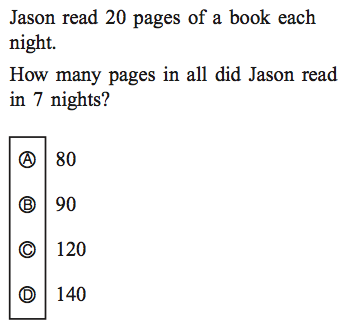 Jason read 20 pages of a book each
night.
How many pages in all did Jason read
in 7 nights?
Ⓐ 80
Ⓑ 90
Ⓒ 120
Ⓓ 140